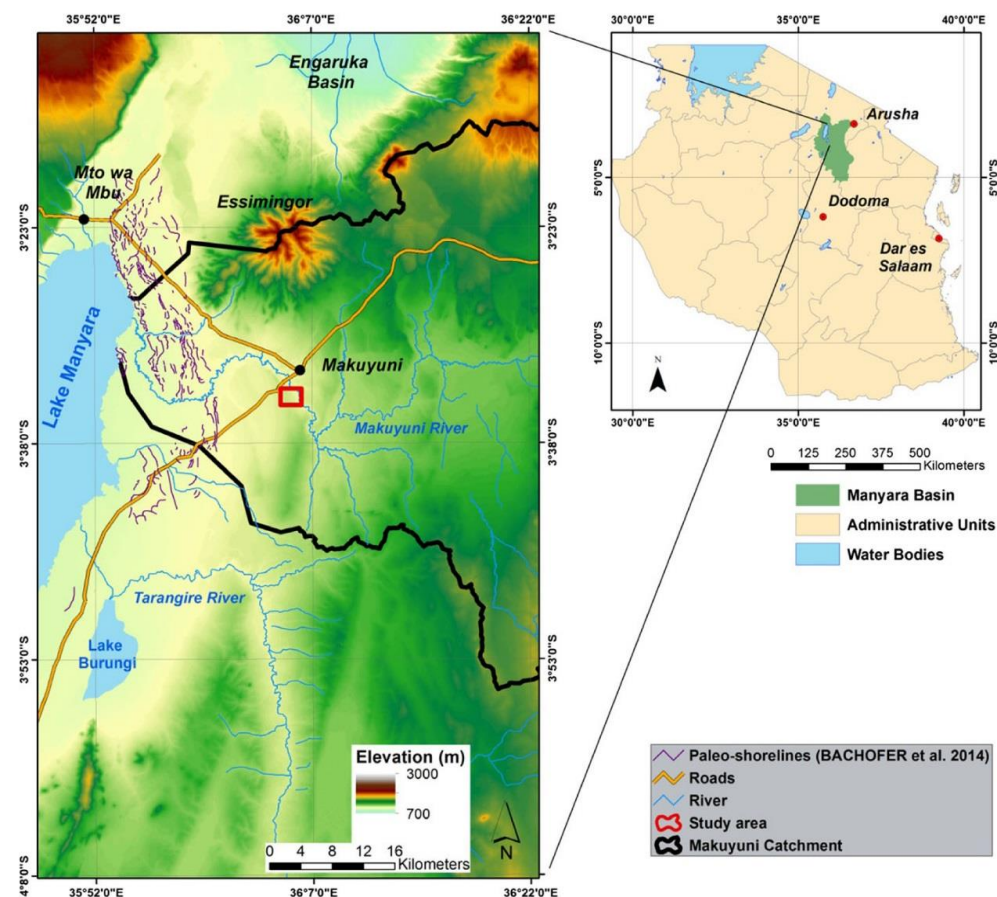 35°52'0"E
36°7'0"E
36°22'0"E
Engaruka
Basin
Mto wa
Mbu
Essimingor
3°23'0"S
3°23'0"S
Lake Manyara
Makuyuni
Makuyuni River
3°38'0"S
3°38'0"S
Tarangire River
Lake
Burungi
3°53'0"S
3°53'0"S
Elevation (m)
3000
700
0 4 8 12 16
Kilometers
N
4°8'0"S
35°52'0"E
36°7'0"E
36°22'0"E
30°0'0"E
35°0'0"E
40°0'0"E
Arusha
5°0'0"S
5°0'0"S
Dodoma
Dar es
Salaam
10°0'0"S
10°0'0"S
N
30°0'0"E
35°0'0"E
40°0'0"E
0 125 250 375 500
Kilometers
Manyara Basin
Administrative Units
Water Bodies
Paleo-shorelines (BACHOFER et al. 2014)
Roads
River
Study area
Makuyuni Catchment